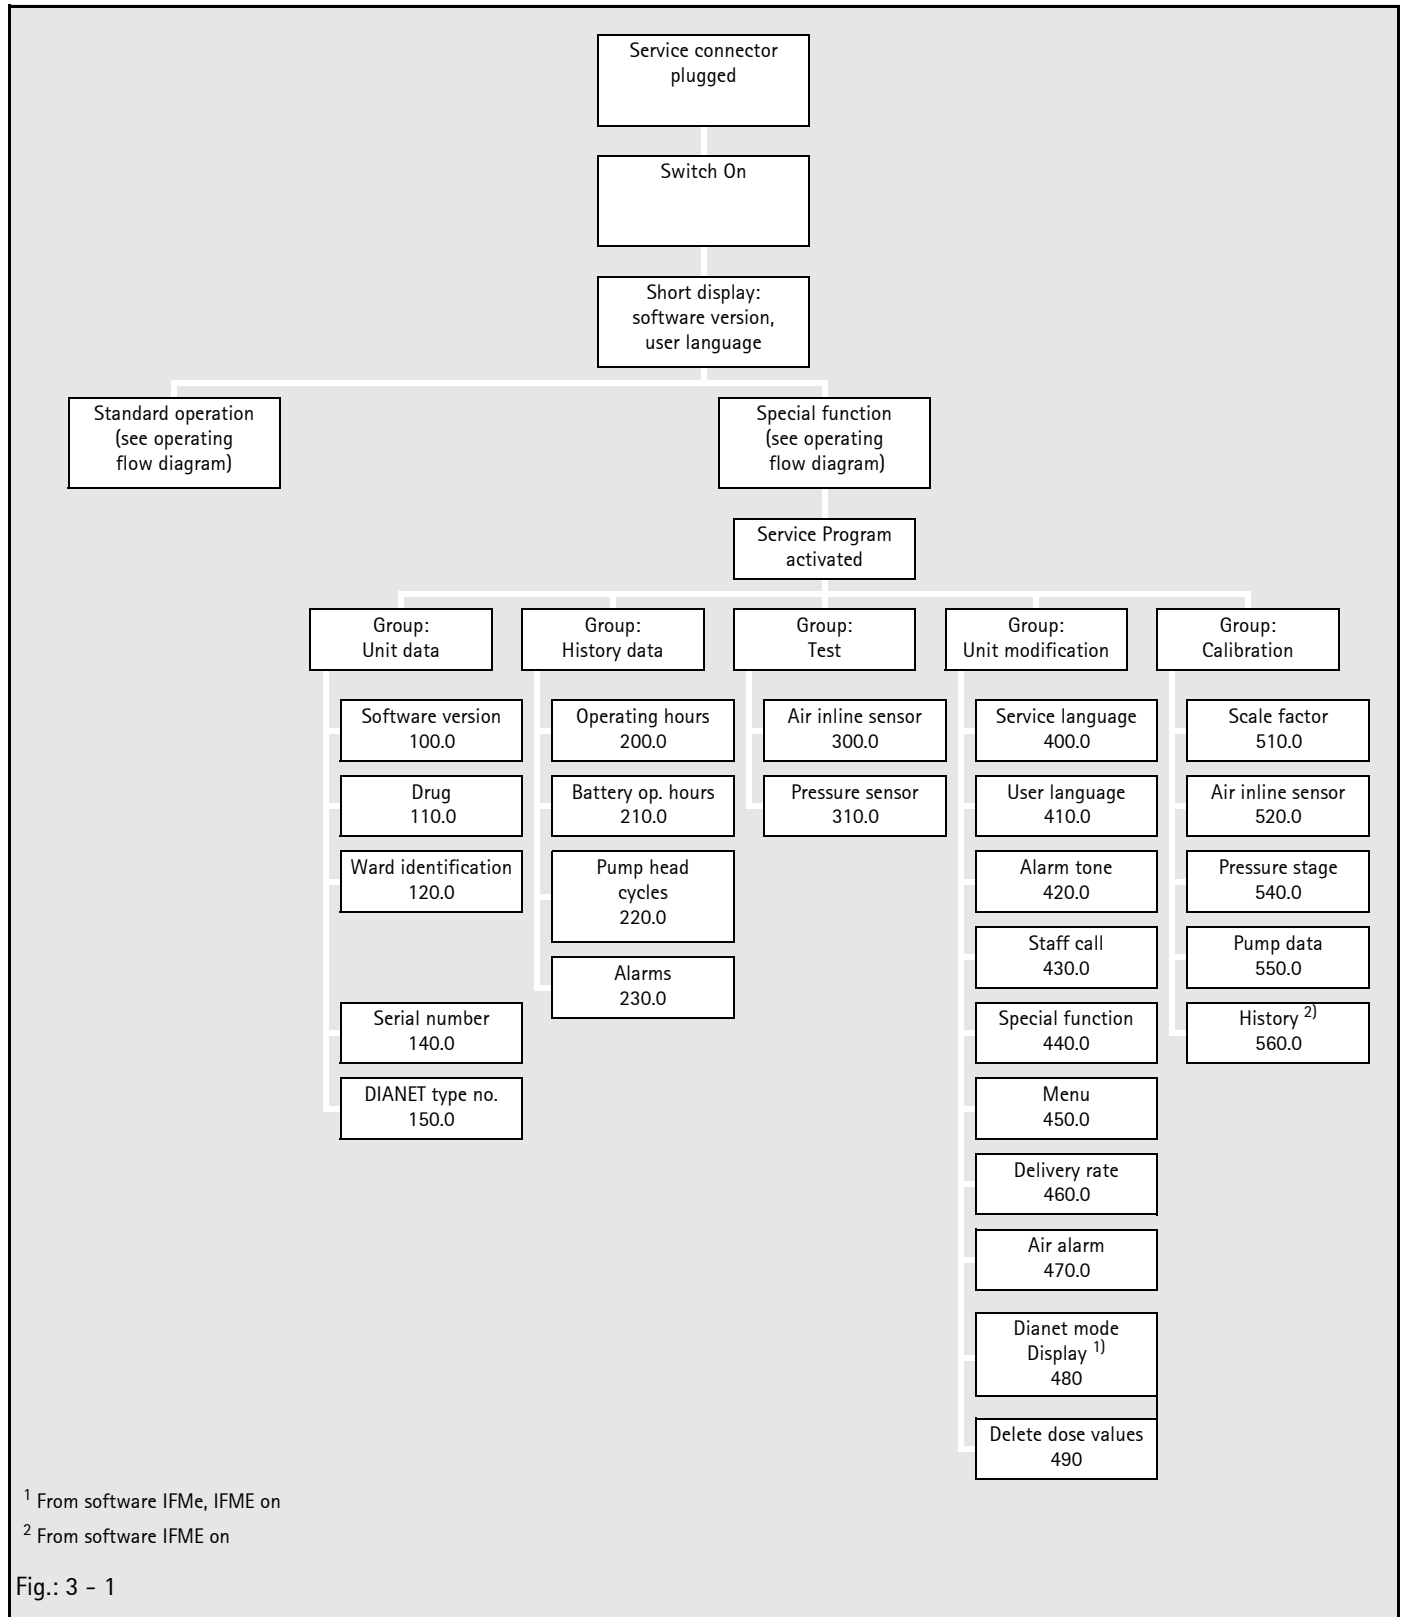 Service connector
plugged
Switch On
Short display:
software version,
user language
Standard operation
(see operating
flow diagram)
Special function
(see operating
flow diagram)
Service Program
activated
Group:
Unit data
Group:
History data
Group:
Test
Group:
Unit modification
Group:
Calibration
Software version
100.0
Drug
110.0
Ward identification
120.0
Serial number
140.0
DIANET type no.
150.0
Operating hours
200.0
Battery op. hours
210.0
Pump head
cycles
220.0
Alarms
230.0
Air inline sensor
300.0
Pressure sensor
310.0
Service language
400.0
User language
410.0
Alarm tone
420.0
Staff call
430.0
Special function
440.0
Menu
450.0
Delivery rate
460.0
Air alarm
470.0
Dianet mode
Display 1)
480
Delete dose values
490
Scale factor
510.0
Air inline sensor
520.0
Pressure stage
540.0
Pump data
550.0
History 2)
560.0
1 From software IFMe, IFME on
2 From software IFME on
Fig.: 3 - 1